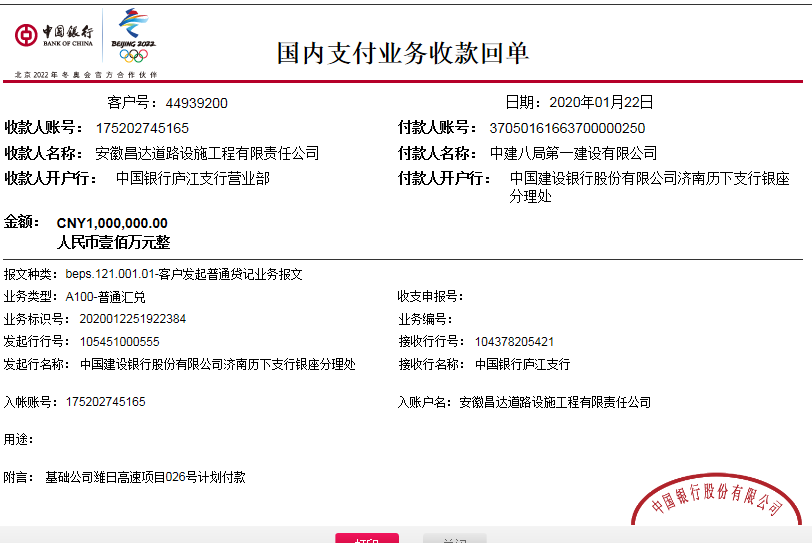 中国银行
BANK OF CHINA
BEIJING 2022
北京2022年冬奥会官方合作伙伴
国内支付业务收款回单
客户号：44939200
日期：2020年01月22日
收款人账号：175202745165
付款人账号：37050161663700000250
收款人名称：安徽昌达道路设施工程有限责任公司
付款人名称：中建八局第一建设有限公司
收款人开户行：中国银行庐江支行营业部
付款人开户行：中国建设银行股份有限公司济南历下支行银座
分理处
金额：CNY1,000,000.00
人民币壹佰万元整
报文种类：beps.121.001.01-客户发起普通货记业务报文
业务类型：A100-普通汇兑
收支申报号：
业务标识号：2020012251922384
业务编号：
发起行行号：105451000555
接收行行号：104378205421
发起行名称：中国建设银行股份有限公司济南历下支行银座分理处
接收行名称：中国银行庐江支行
入帐账号：175202745165
入账户名：安徽昌达道路设施工程有限责任公司
用途：
附言：基础公司潍日高速项目026号计划付款
中国银行股份有限公司